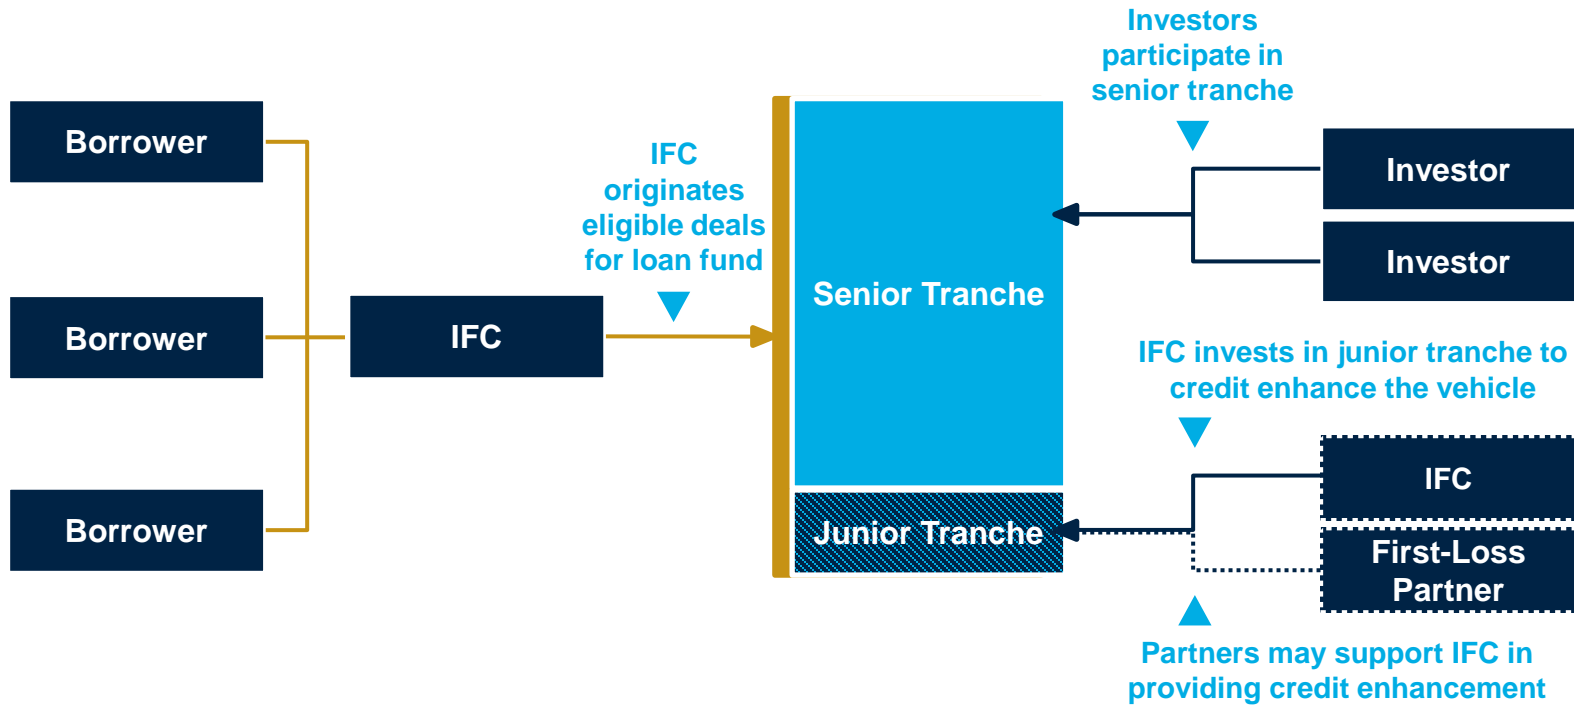 Borrower
Borrower
Borrower
IFC
IFC
originates
eligible deals
for loan fund
Senior Tranche
Junior Tranche
Investors
participate in
senior tranche
Investor
Investor
IFC invests in junior tranche to
credit enhance the vehicle
IFC
First-Loss
Partner
Partners may support IFC in
providing credit enhancement